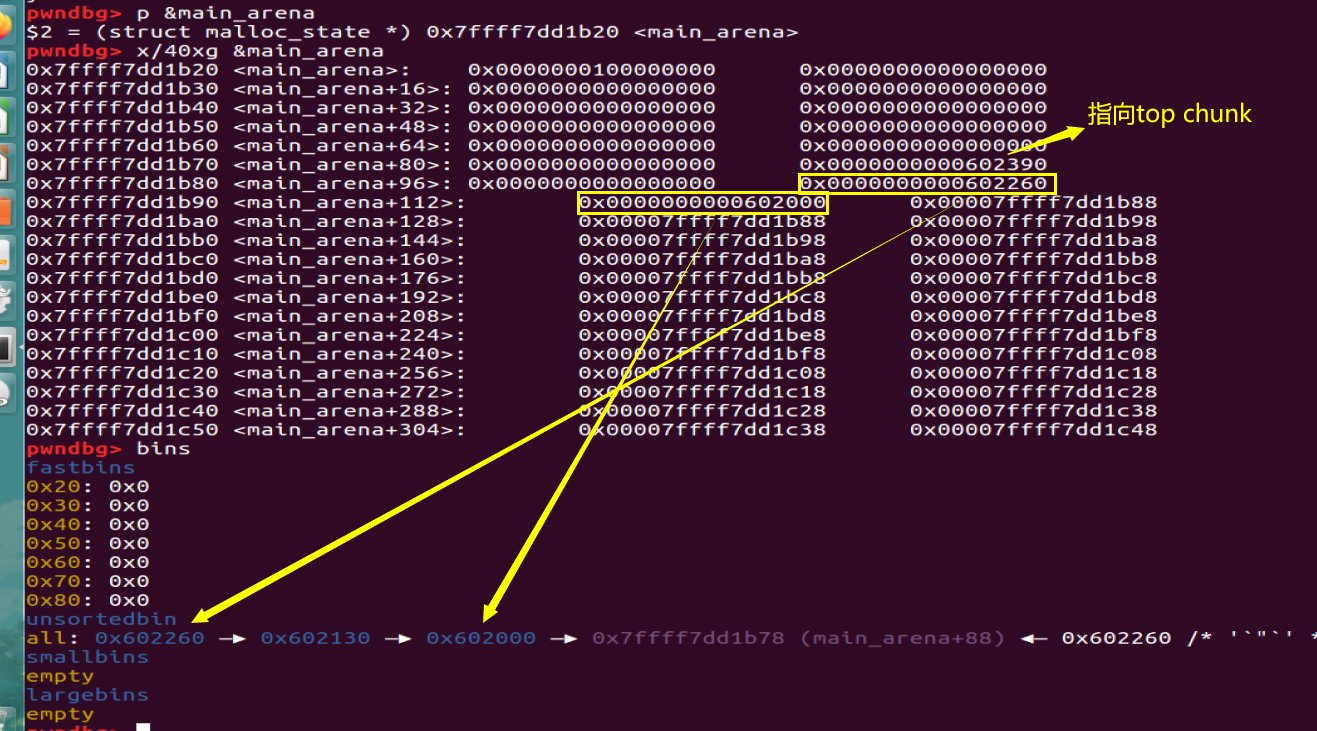 pwndbg> p &main_arena
$2 = (struct malloc_state *) 0x7ffff7dd1b20 <main_arena>
pwndbg> x/40xg &main_arena
0x7ffff7dd1b20 <main_arena>: 0x0000000100000000 0x0000000000000000
0x7ffff7dd1b30 <main_arena+16>: 0x0000000000000000 0x0000000000000000
0x7ffff7dd1b40 <main_arena+32>: 0x0000000000000000 0x0000000000000000
指向top chunk
0x7ffff7dd1b50 <main_arena+48>: 0x0000000000000000 0x0000000000000000
0x7ffff7dd1b60 <main_arena+64>: 0x0000000000000000 0x0000000000000000
0x7ffff7dd1b70 <main_arena+80>: 0x0000000000000000 0x0000000000602390
0x7ffff7dd1b80 <main_arena+96>: 0x0000000000000000 0x0000000000602260
0x7ffff7dd1b90 <main_arena+112>: 0x0000000000602000 0x00007ffff7dd1b88
0x7ffff7dd1ba0 <main_arena+128>: 0x00007ffff7dd1b88 0x00007ffff7dd1b98
0x7ffff7dd1bb0 <main_arena+144>: 0x00007ffff7dd1b98 0x00007ffff7dd1ba8
0x7ffff7dd1bc0 <main_arena+160>: 0x00007ffff7dd1ba8 0x00007ffff7dd1bb8
0x7ffff7dd1bd0 <main_arena+176>: 0x00007ffff7dd1bb8 0x00007ffff7dd1bc8
0x7ffff7dd1be0 <main_arena+192>: 0x00007ffff7dd1bc8 0x00007ffff7dd1bd8
0x7ffff7dd1bf0 <main_arena+208>: 0x00007ffff7dd1bd8 0x00007ffff7dd1be8
0x7ffff7dd1c00 <main_arena+224>: 0x00007ffff7dd1be8 0x00007ffff7dd1bf8
0x7ffff7dd1c10 <main_arena+240>: 0x00007ffff7dd1bf8 0x00007ffff7dd1c08
0x7ffff7dd1c20 <main_arena+256>: 0x00007ffff7dd1c08 0x00007ffff7dd1c18
0x7ffff7dd1c30 <main_arena+272>: 0x00007ffff7dd1c18 0x00007ffff7dd1c28
0x7ffff7dd1c40 <main_arena+288>: 0x00007ffff7dd1c28 0x00007ffff7dd1c38
0x7ffff7dd1c50 <main_arena+304>: 0x00007ffff7dd1c38 0x00007ffff7dd1c48
pwndbg> bins
fastbins
0x20: 0x0
0x30: 0x0
0x40: 0x0
0x50: 0x0
0x60: 0x0
0x70: 0x0
0x80: 0x0
unsortedbin
all: 0x602260 —► 0x602130 —► 0x602000 —► 0x7ffff7dd1b78 (main_arena+88) ◄— 0x602260 /* '`"`' *
smallbins
empty
largebins
empty
pwndbg>